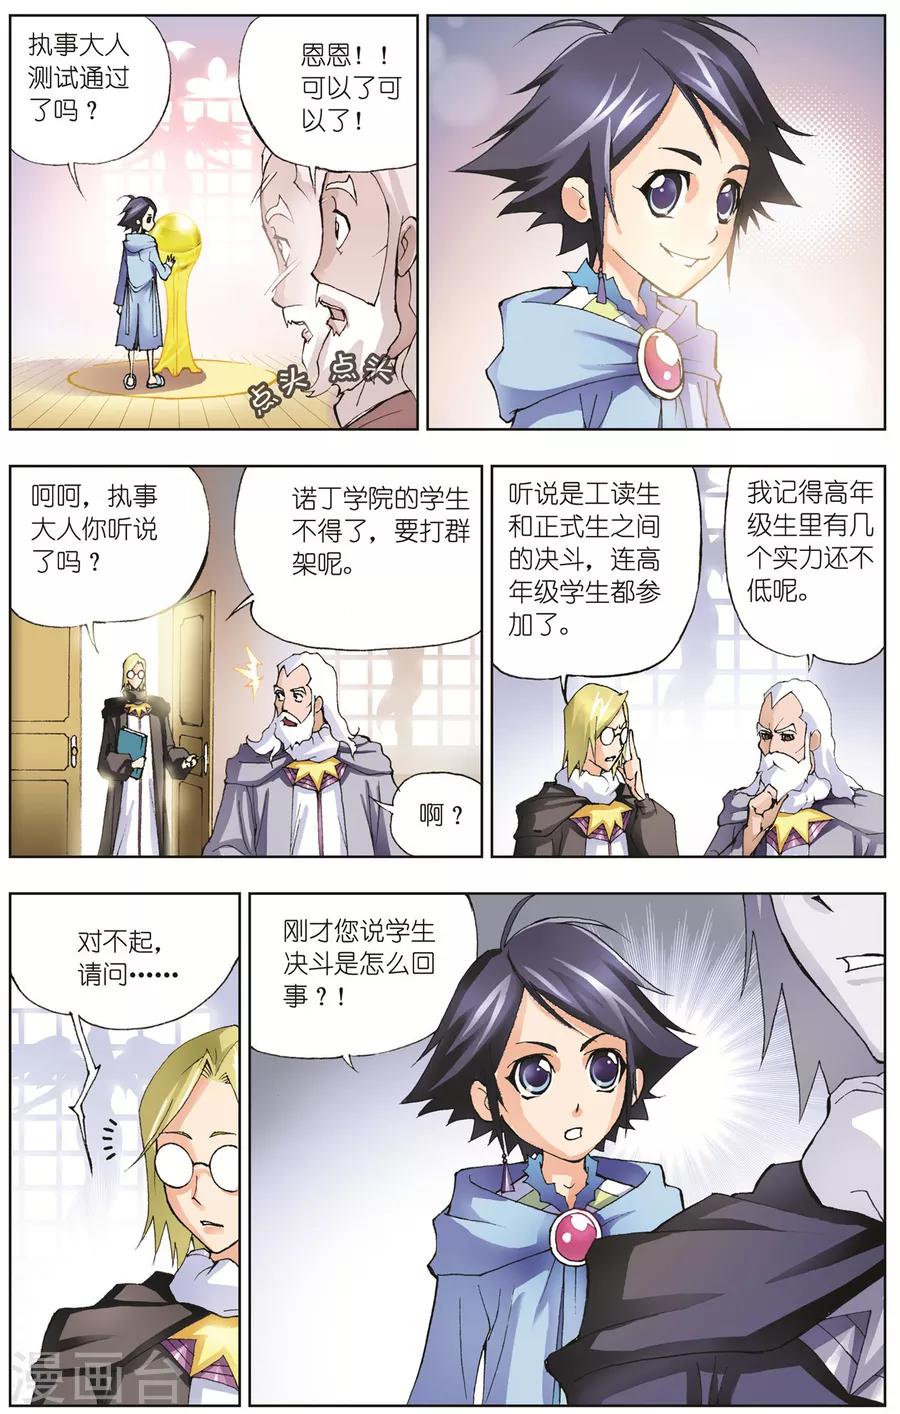 执事大人
测试通过
了吗？
恩恩！！
可以了可
以了！
点头 点头
呵呵，执事
大人你听说
了吗？
诺丁学院的学生
不得了，要打群
架呢。
啊？
听说是工读生
和正式生之间
的决斗，连高
年级学生都参
加了。
我记得高年
级生里有几
个实力还不
低呢。
对不起，
请问……
刚才您说学生
决斗是怎么回
事？！
漫画台